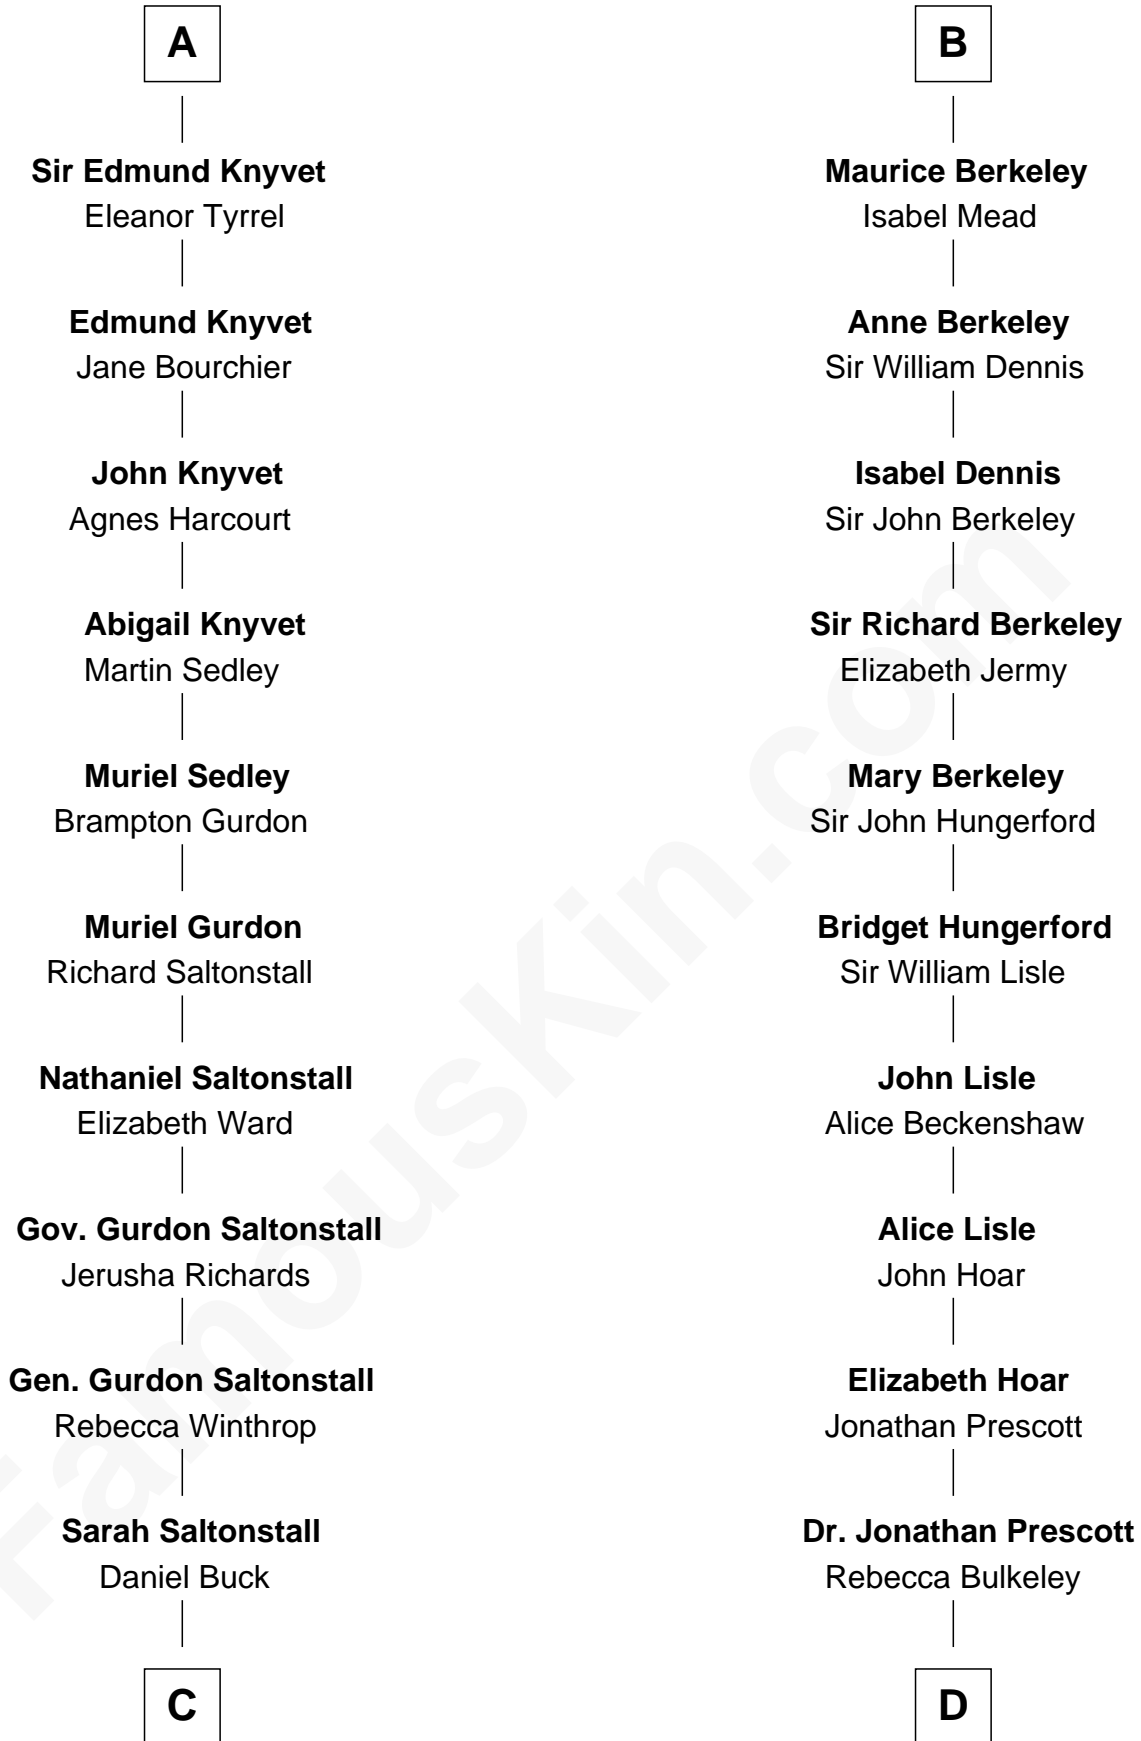 A
Sir Edmund Knyvet
Eleanor Tyrrel
Edmund Knyvet
Jane Bourchier
John Knyvet
Agnes Harcourt
Abigail Knyvet
Martin Sedley
Muriel Sedley
Brampton Gurdon
Muriel Gurdon
Richard Saltonstall
Nathaniel Saltonstall
Elizabeth Ward
Gov. Gurdon Saltonstall
Jerusha Richards
Gen. Gurdon Saltonstall
Rebecca Winthrop
Sarah Saltonstall
Daniel Buck
C
B
Maurice Berkeley
Isabel Mead
Anne Berkeley
Sir William Dennis
Isabel Dennis
Sir John Berkeley
Sir Richard Berkeley
Elizabeth Jermy
Mary Berkeley
Sir John Hungerford
Bridget Hungerford
Sir William Lisle
John Lisle
Alice Beckenshaw
Alice Lisle
John Hoar
Elizabeth Hoar
Jonathan Prescott
Dr. Jonathan Prescott
Rebecca Bulkeley
D
FamousKin.com